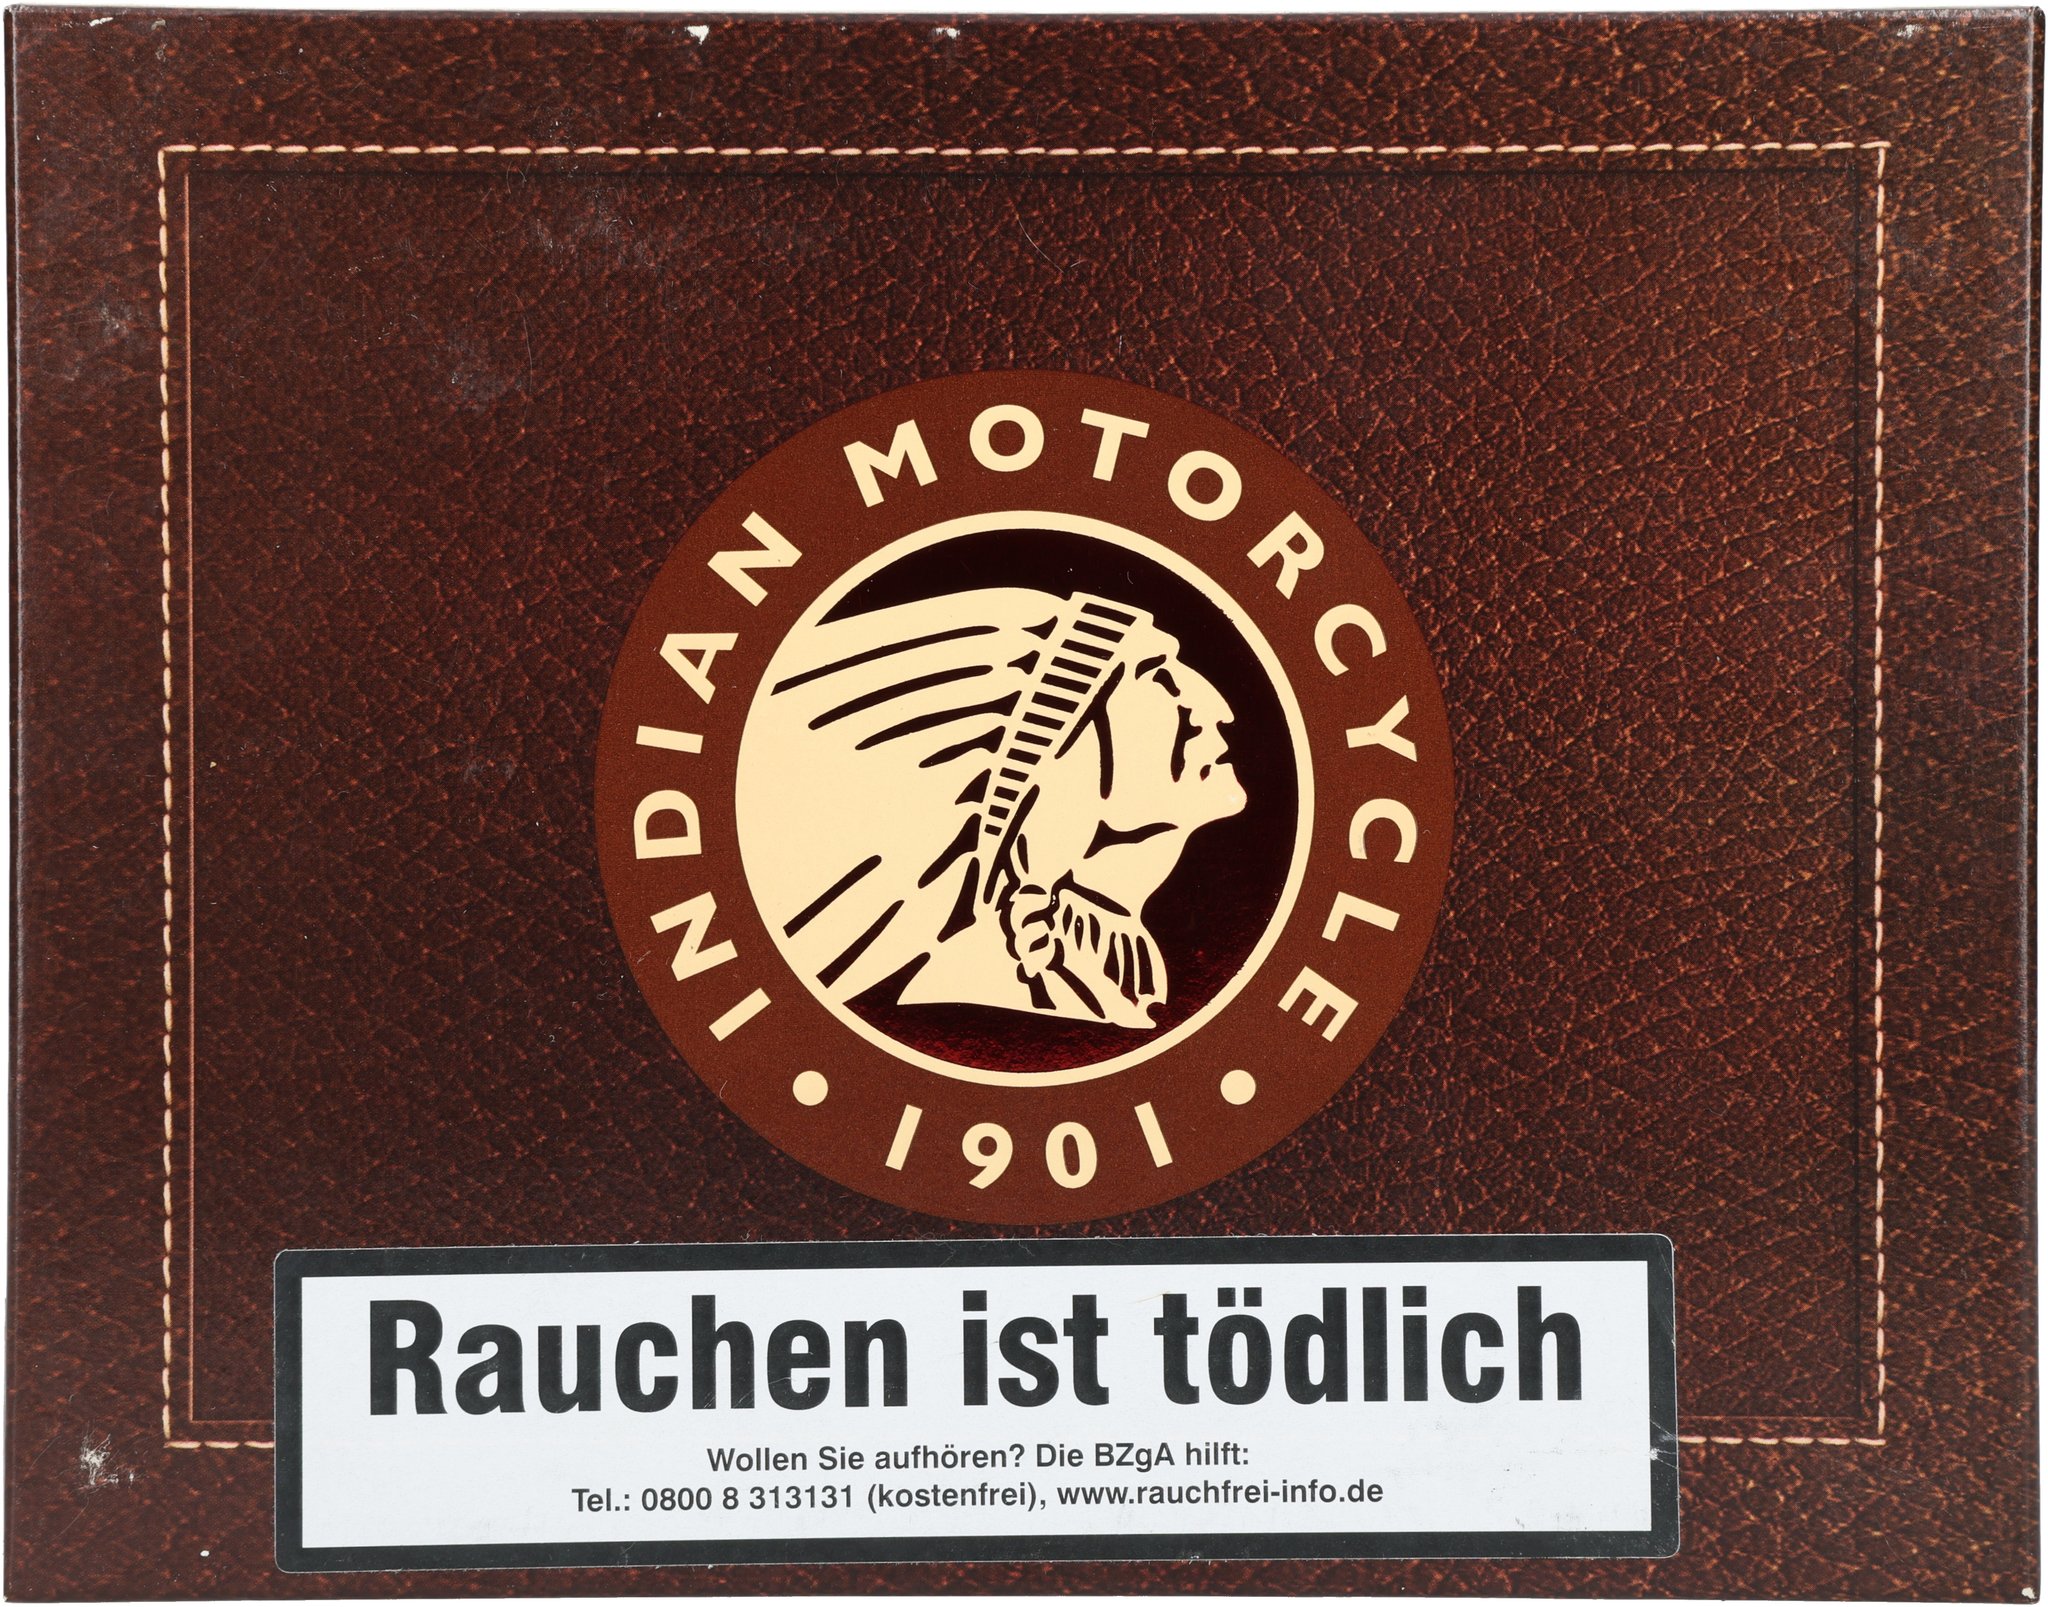 INDIAN MOTORCYCLE
• 1901 •
Rauchen ist tödlich
Wollen Sie aufhören? Die BZgA hilft:
Tel.: 0800 8 313131 (kostenfrei), www.rauchfrei-info.de